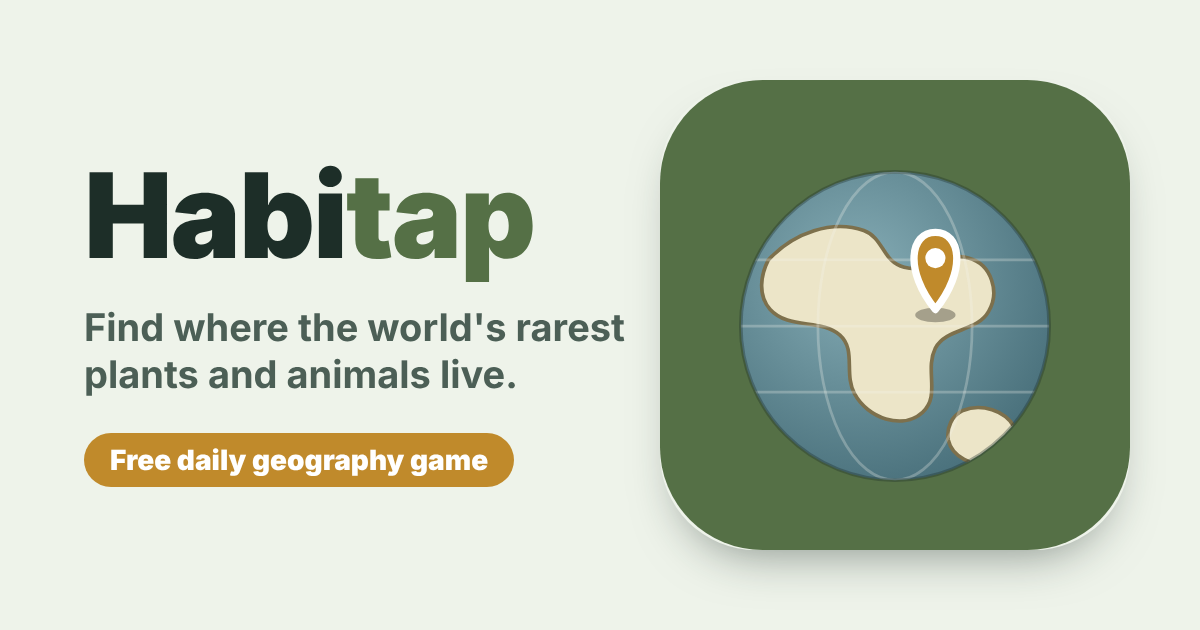 Habitap
Find where the world's rarest
plants and animals live.
Free daily geography game